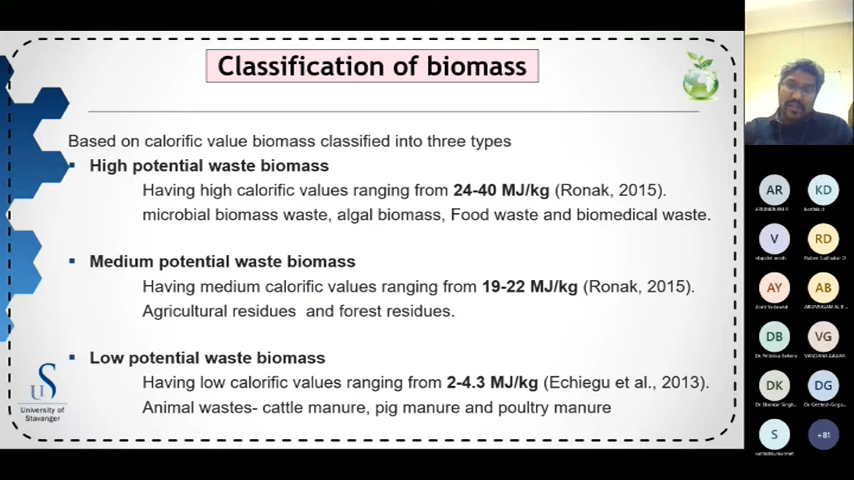 Classification of biomass
Based on calorific value biomass classified into three types
High potential waste biomass
Having high calorific values ranging from 24-40 MJ/kg (Ronak, 2015).
microbial biomass waste, algal biomass, Food waste and biomedical waste.
Medium potential waste biomass
Having medium calorific values ranging from 19-22 MJ/kg (Ronak, 2015).
Agricultural residues and forest residues.
Low potential waste biomass
Having low calorific values ranging from 2-4.3 MJ/kg (Echiegu et al., 2013).
Animal wastes- cattle manure, pig manure and poultry manure
US
University of
Stavanger
AR
KD
V
RD
AY
AB
DB
VG
VANDANA
DK
DG
Dr
S
+81